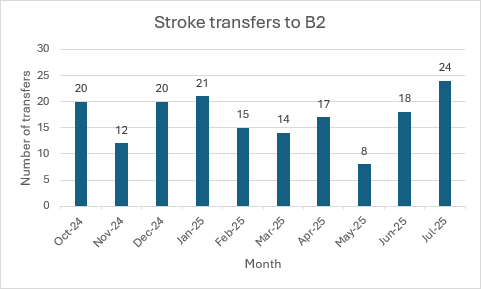 Stroke transfers to B2
30
25
20
15
10
5
0
Number of transfers
20
12
20
21
15
14
17
8
18
24
Oct-24
Nov-24
Dec-24
Jan-25
Feb-25
Mar-25
Apr-25
May-25
Jun-25
Jul-25
Month